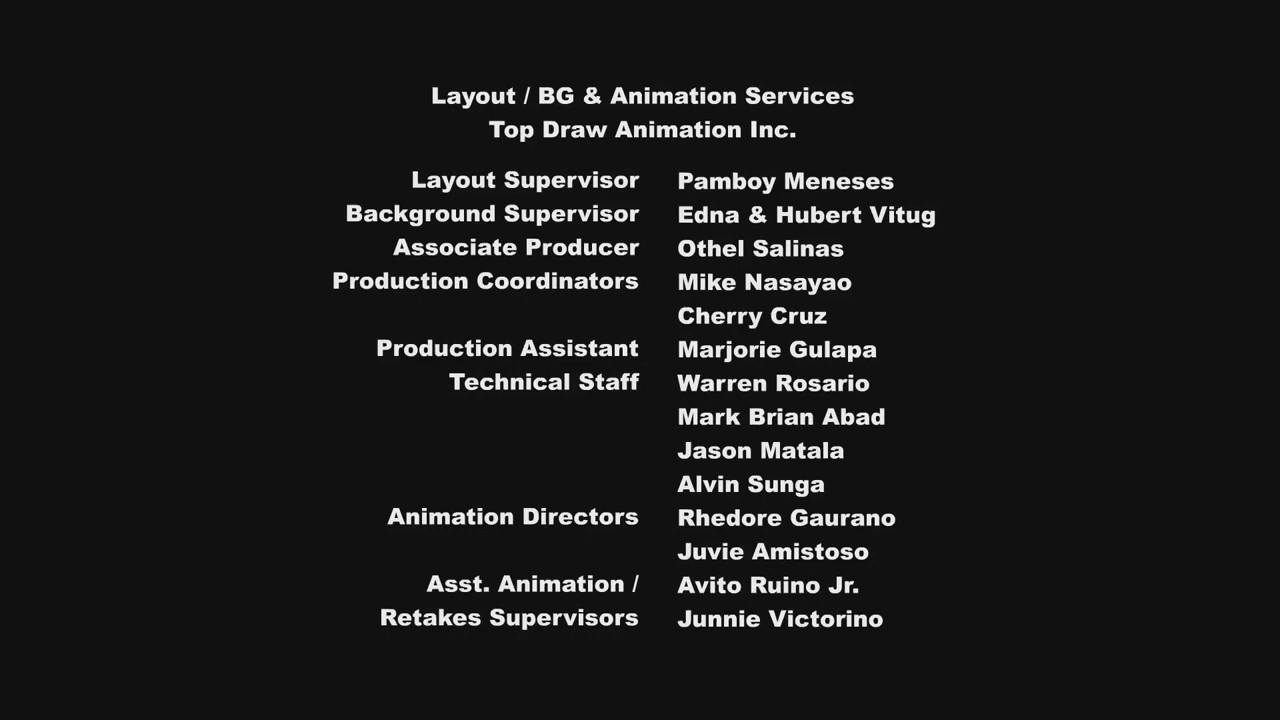 Layout / BG & Animation Services
Top Draw Animation Inc.
Layout Supervisor Pamboy Meneses
Background Supervisor Edna & Hubert Vitug
Associate Producer Othel Salinas
Production Coordinators Mike Nasayao
Cherry Cruz
Production Assistant Marjorie Gulapa
Technical Staff Warren Rosario
Mark Brian Abad
Jason Matala
Alvin Sunga
Animation Directors Rhedore Gaurano
Juvie Amistoso
Asst. Animation / Avito Ruino Jr.
Retakes Supervisors Junnie Victorino